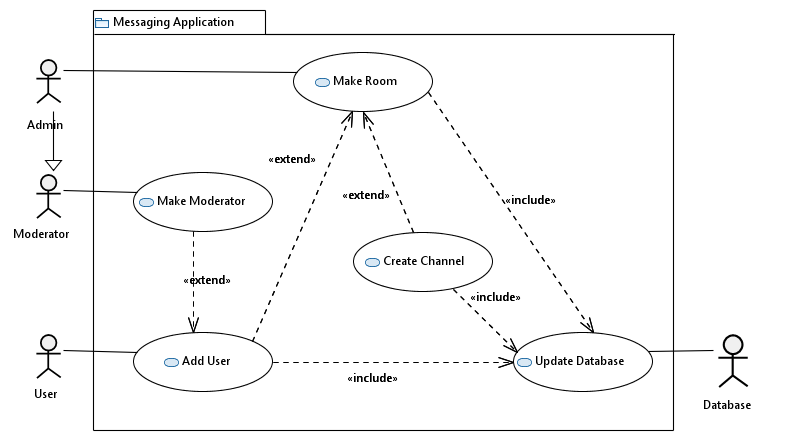 Messaging Application
Make Room
Admin
«extend»
«extend»
Make Moderator
«include»
Moderator
Create Channel
«extend»
«include»
Add User
Update Database
User
«include»
Database